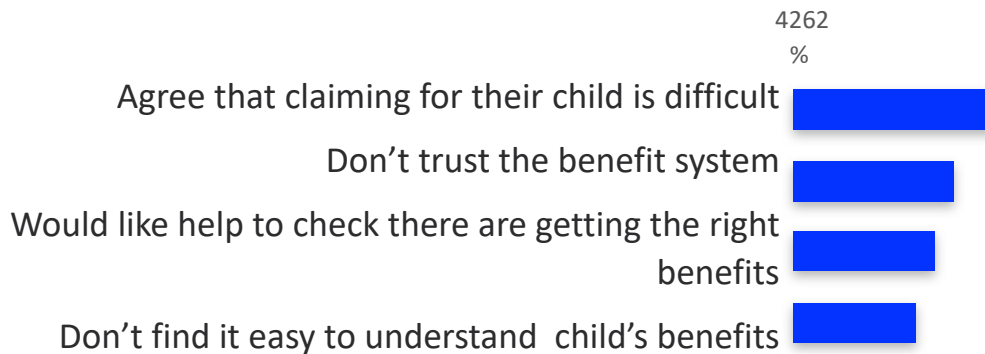 4262
%
Agree that claiming for their child is difficult
Don’t trust the benefit system
Would like help to check there are getting the right
benefits
Don’t find it easy to understand  child’s benefits